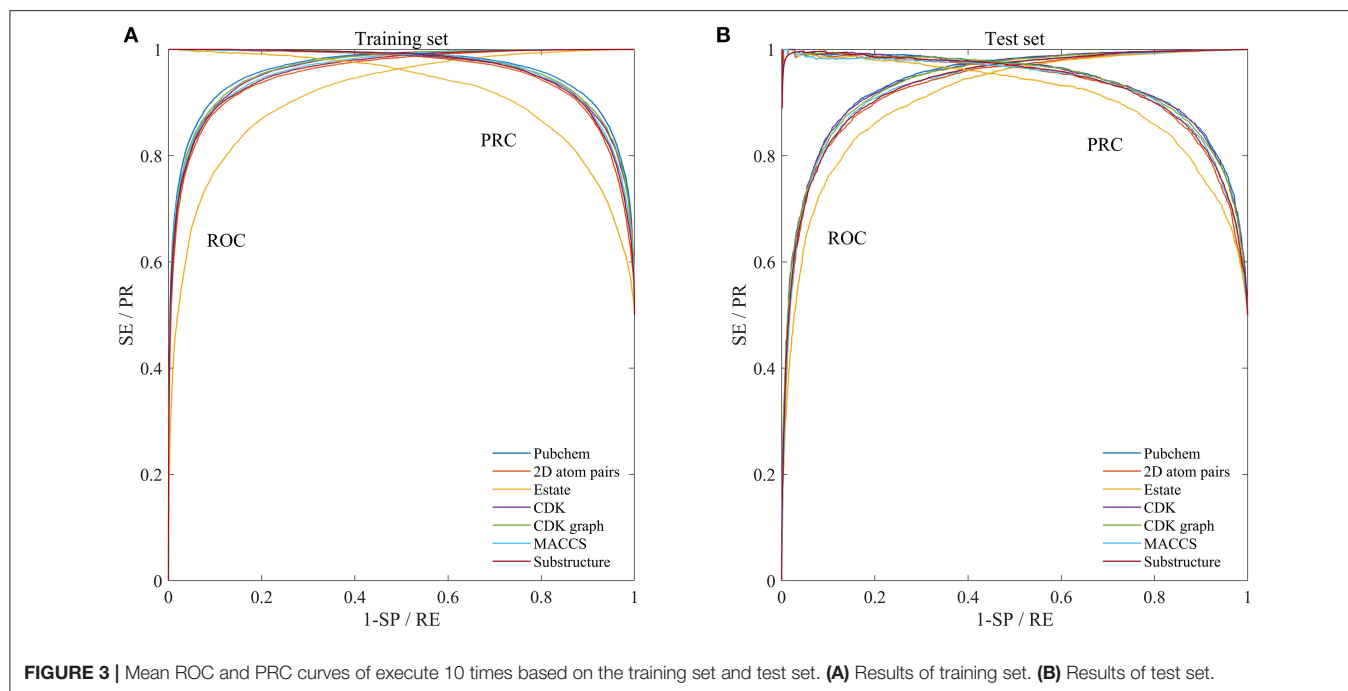 A
Training set
1
0.8
0.6
0.4
0.2
0
SE / PR
PRC
ROC
Pubchem
2D atom pairs
Estate
CDK
CDK graph
MACCS
Substructure
0 0.2 0.4 0.6 0.8 1
1-SP / RE
B
Test set
1
0.8
0.6
0.4
0.2
0
SE / PR
PRC
ROC
Pubchem
2D atom pairs
Estate
CDK
CDK graph
MACCS
Substructure
0 0.2 0.4 0.6 0.8 1
1-SP / RE
FIGURE 3 | Mean ROC and PRC curves of execute 10 times based on the training set and test set. (A) Results of training set. (B) Results of test set.